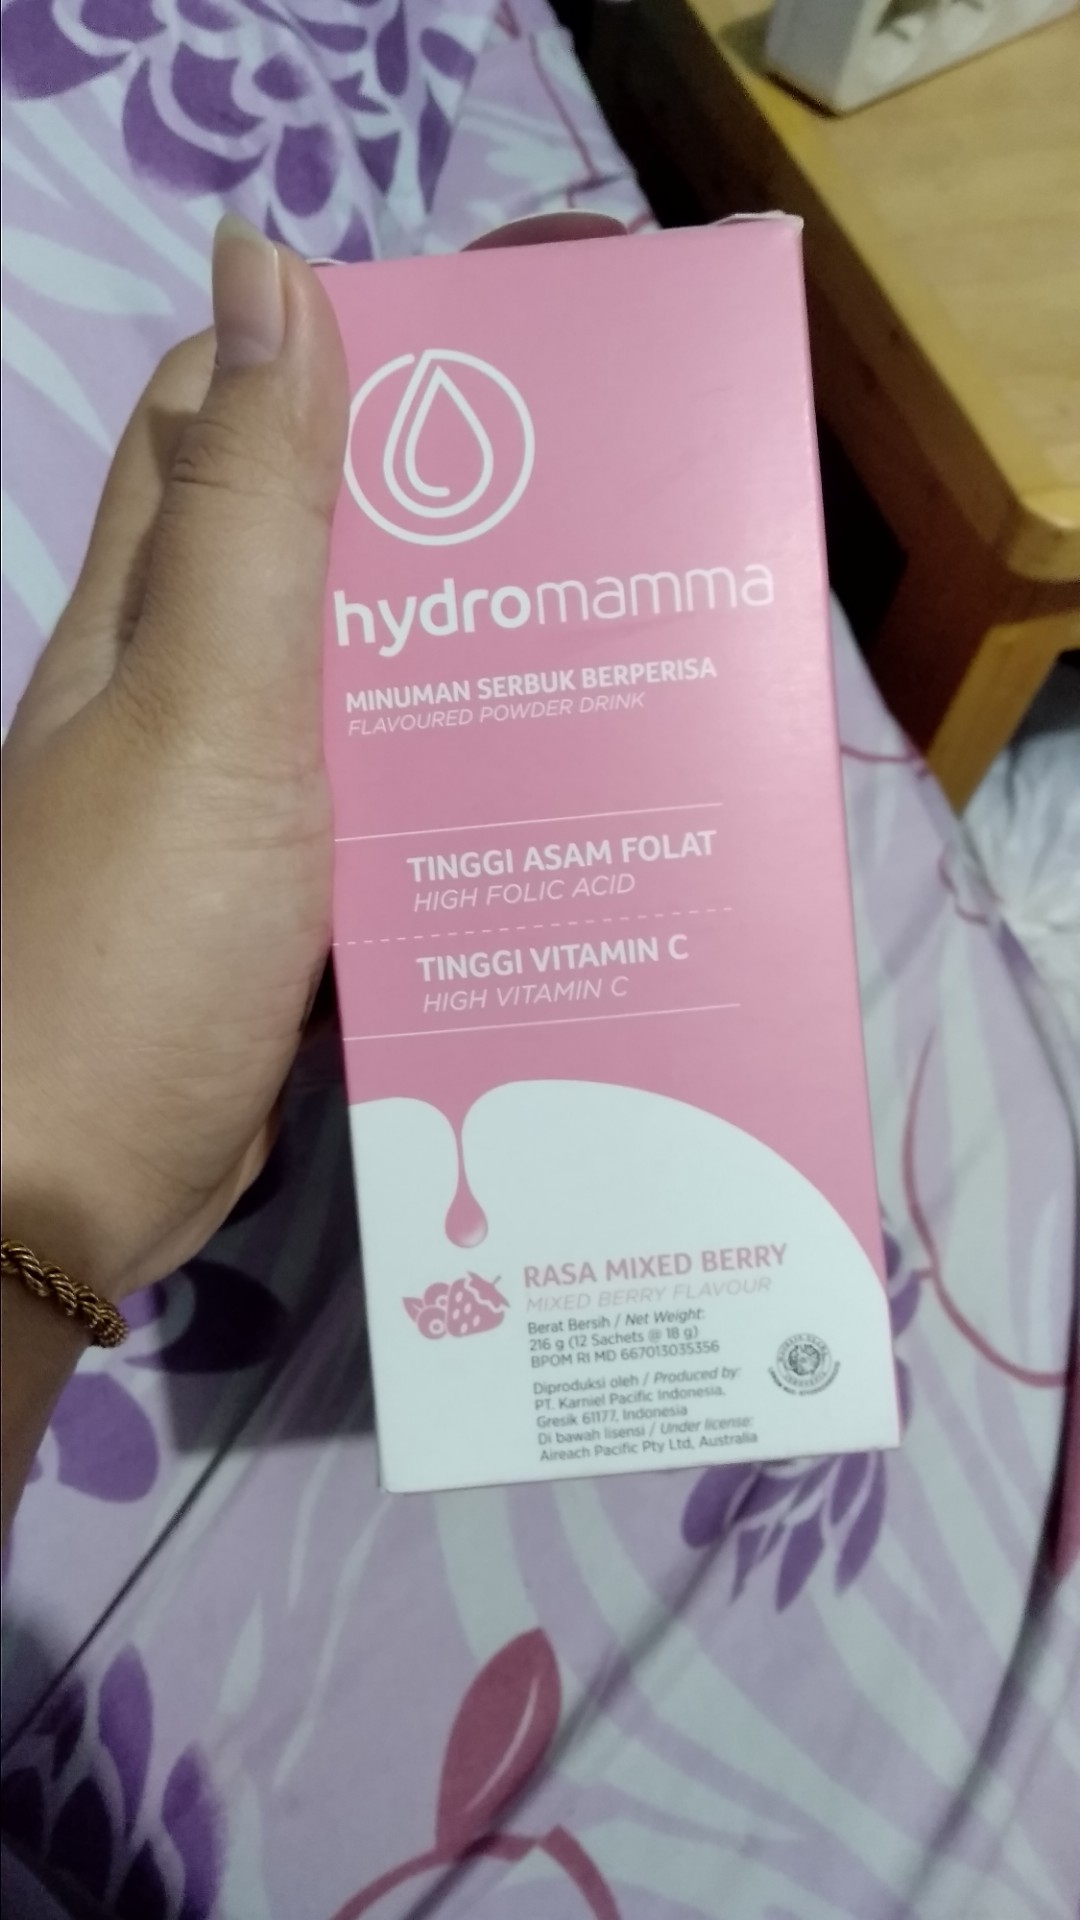 hydromamma
MINUMAN SERBUK BERPERISA
FLAVOURED POWDER DRINK
TINGGI ASAM FOLAT
HIGH FOLIC ACID
TINGGI VITAMIN C
HIGH VITAMIN C
RASA MIXED BERRY
MIXED BERRY FLAVOUR
Berat Bersih / Net Weight:
216 g (12 Sachets @ 18 g)
BPOM RI MD 667013035356
Diproduksi oleh / Produced by:
PT. Karniel Pacific Indonesia,
Gresik 61177, Indonesia
Di bawah lisensi / Under license:
Aireach Pacific Pty Ltd, Australia